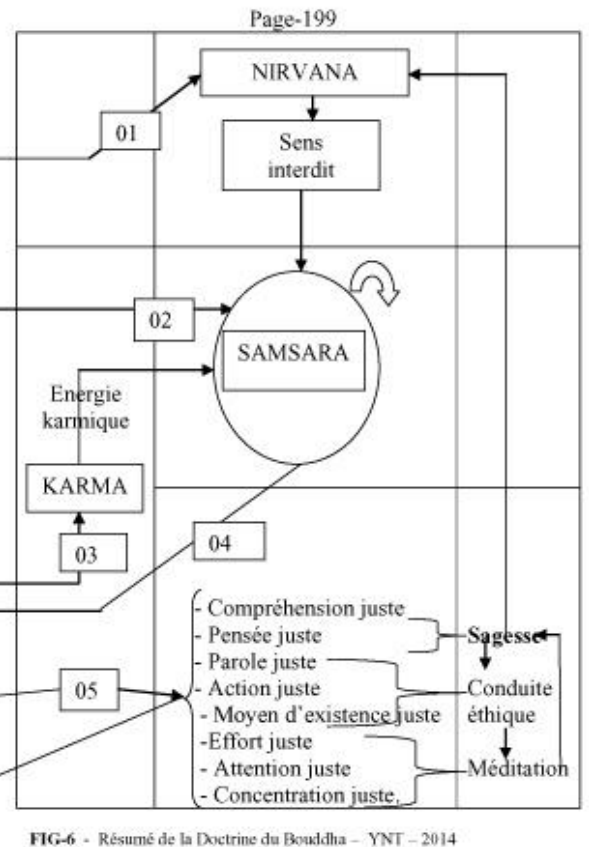 Page-199
NIRVANA
01
Sens
interdit
02
SAMSARA
Energie
karmique
KARMA
03
04
- Compréhension juste
- Pensée juste
Sagesse
- Parole juste
- Action juste
Conduite
- Moyen d'existence juste
éthique
05
-Effort juste
- Attention juste
Méditation
- Concentration juste,
FIG-6 - Résumé de la Doctrine du Bouddha – YNT – 2014